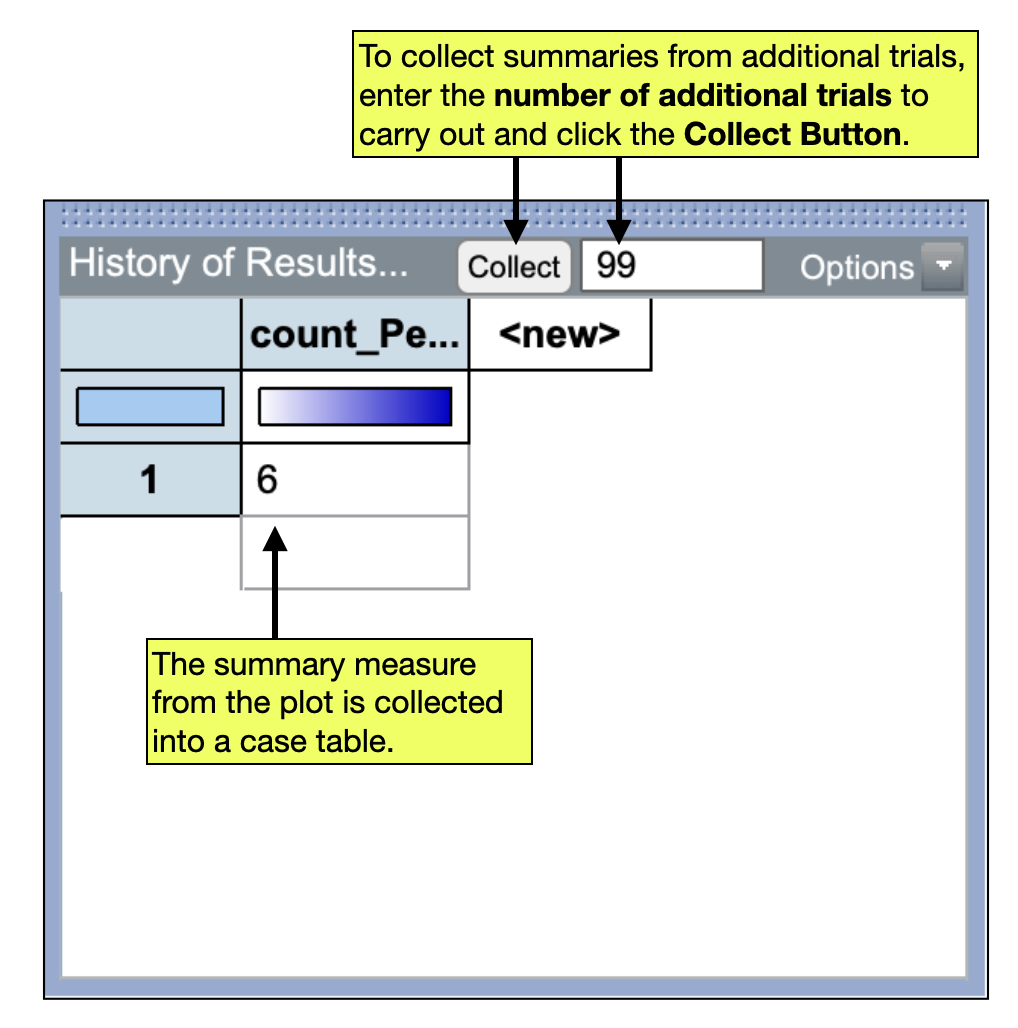 To collect summaries from additional trials,
enter the number of additional trials to
carry out and click the Collect Button.
History of Results... Collect 99 Options
count_Pe... <new>
1 6
The summary measure
from the plot is collected
into a case table.